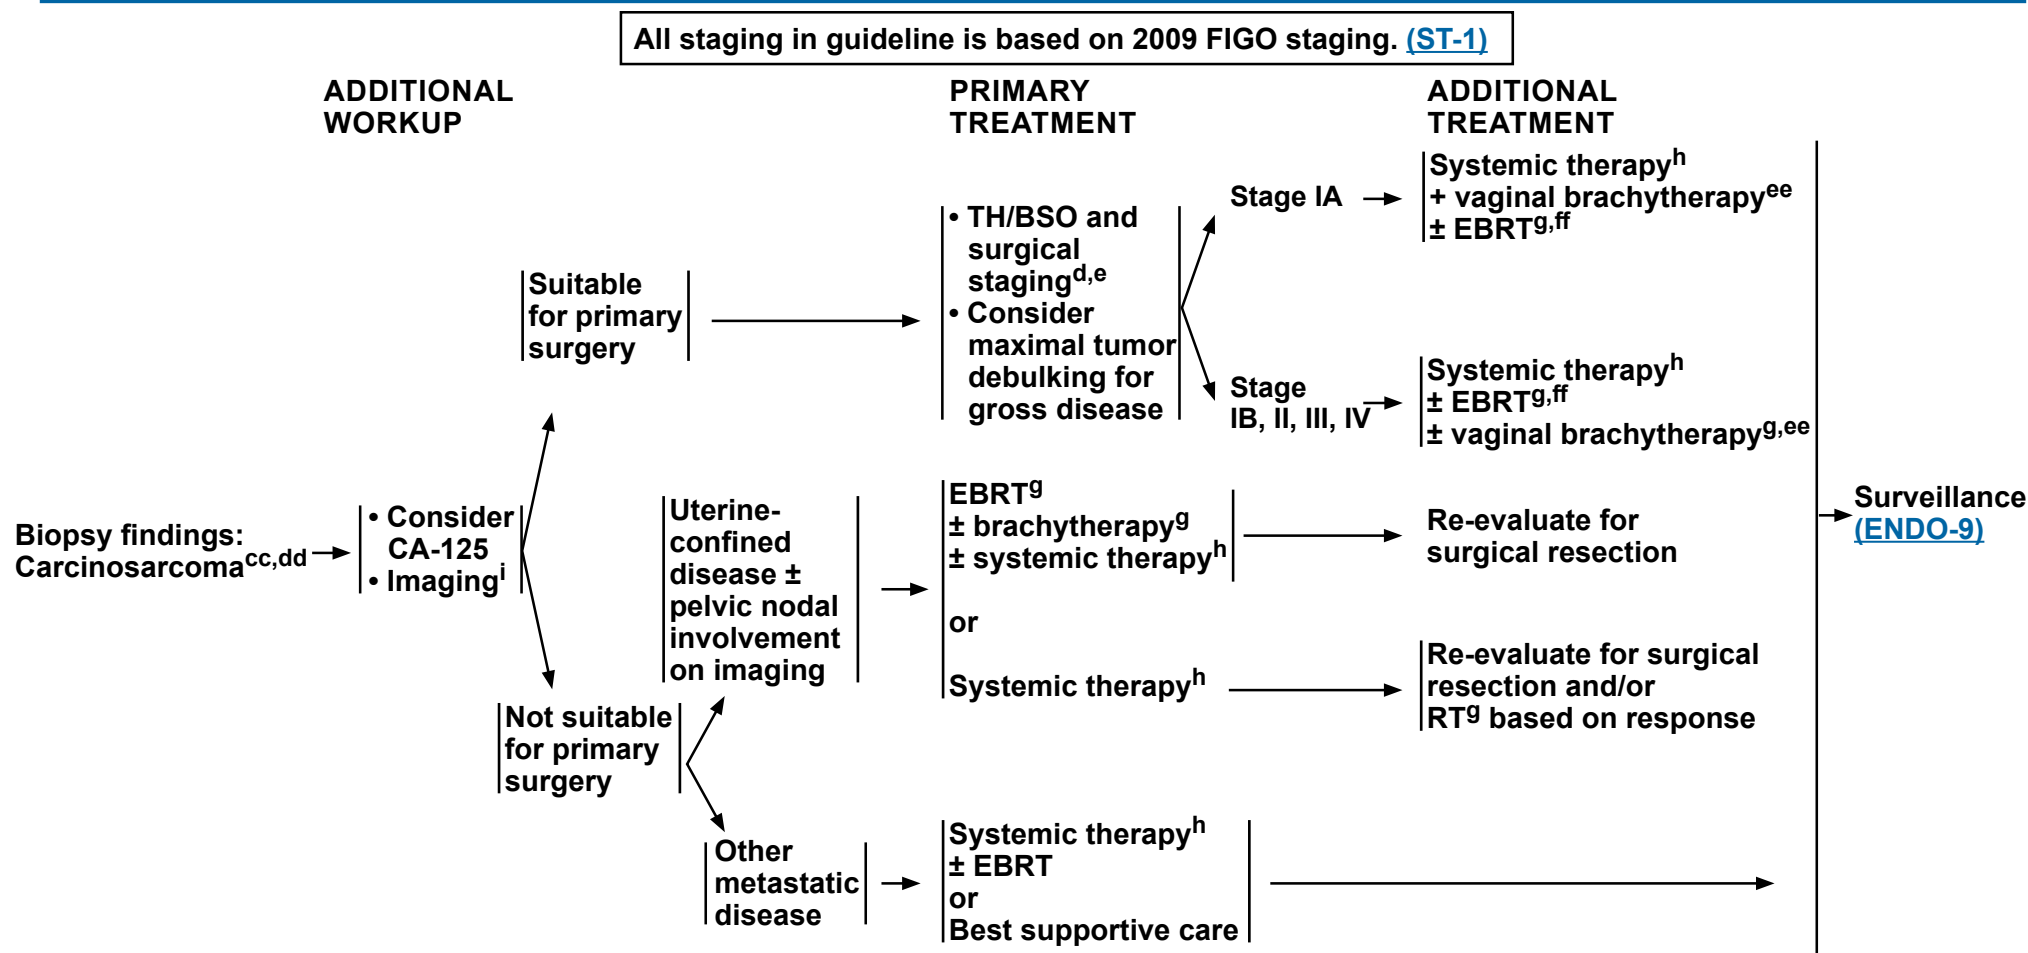 All staging in guideline is based on 2009 FIGO staging. (ST-1)
ADDITIONAL
WORKUP
PRIMARY
TREATMENT
ADDITIONAL
TREATMENT
Biopsy findings:
Carcinosarcomacc,dd
• Consider
CA-125
• Imagingi
Suitable
for primary
surgery
• TH/BSO and
surgical
stagingd,e
• Consider
maximal tumor
debulking for
gross disease
Stage IA
Systemic therapyh
+ vaginal brachytherapyee
± EBRTg,ff
Stage
IB, II, III, IV
Systemic therapyh
± EBRTg,ff
± vaginal brachytherapyg,ee
Not suitable
for primary
surgery
Uterine-
confined
disease ±
pelvic nodal
involvement
on imaging
EBRTg
± brachytherapyg
± systemic therapyh
Re-evaluate for
surgical resection
or
Systemic therapyh
Re-evaluate for surgical
resection and/or
RTg based on response
Other
metastatic
disease
Systemic therapyh
± EBRT
or
Best supportive care
Surveillance
(ENDO-9)